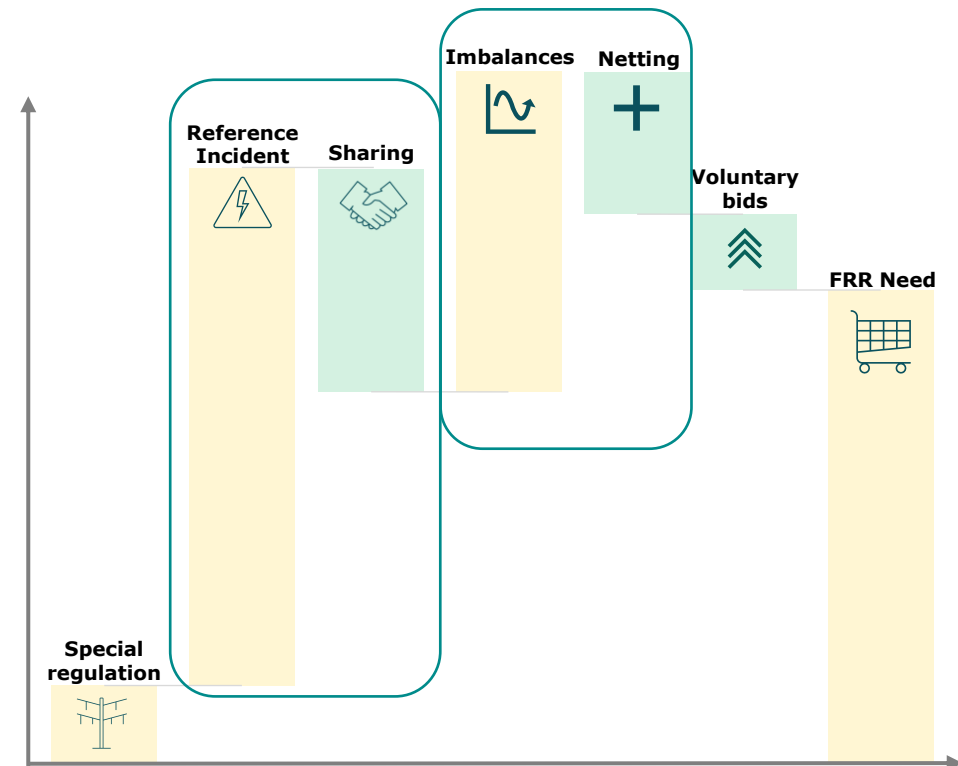 Special
regulation
Reference
Incident
Sharing
Imbalances
Netting
Voluntary
bids
FRR Need